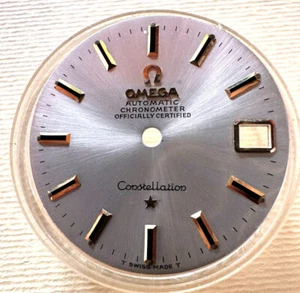 OMEGA
AUTOMATIC
CHRONOMETER
OFFICIALLY CERTIFIED
Constellation
T SWISS MADE T